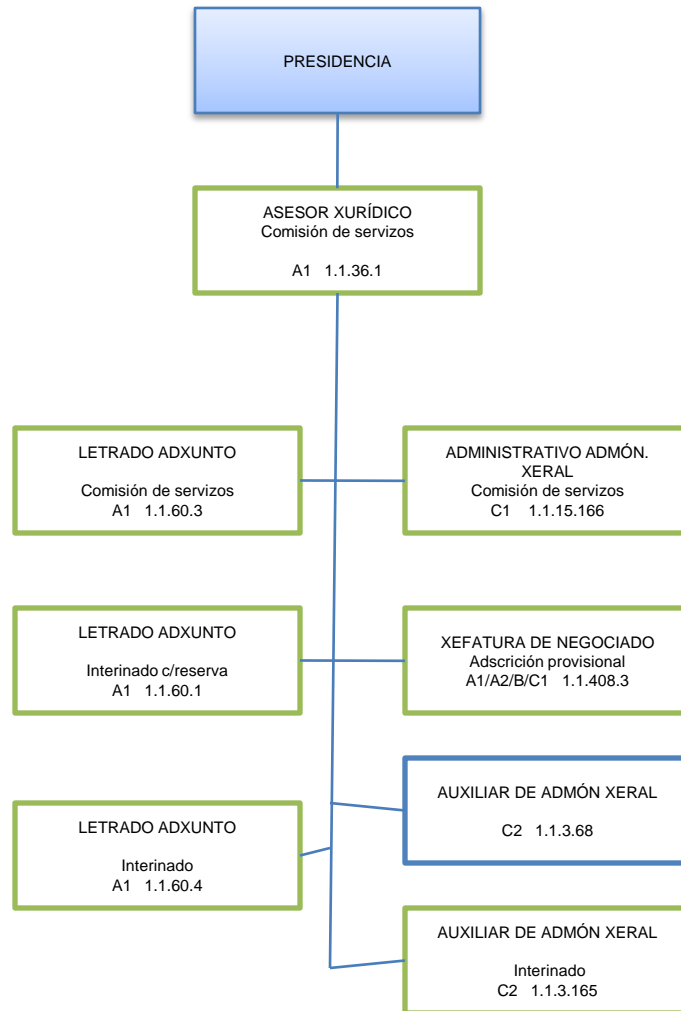 PRESIDENCIA
ASESOR XURÍDICO
Comisión de servizos
A1 1.1.36.1
LETRADO ADXUNTO
Comisión de servizos
A1 1.1.60.3
ADMINISTRATIVO ADMÓN.
XERAL
Comisión de servizos
C1 1.1.15.166
LETRADO ADXUNTO
Interinado c/reserva
A1 1.1.60.1
XEFATURA DE NEGOCIADO
Adscrición provisional
A1/A2/B/C1 1.1.408.3
AUXILIAR DE ADMÓN XERAL
C2 1.1.3.68
LETRADO ADXUNTO
Interinado
A1 1.1.60.4
AUXILIAR DE ADMÓN XERAL
Interinado
C2 1.1.3.165